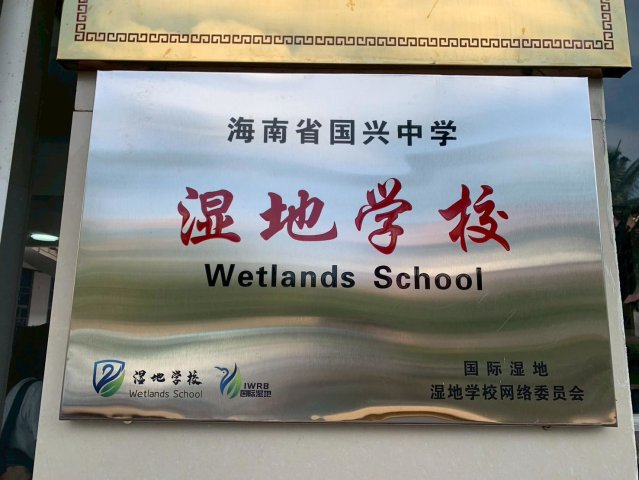 海南省国兴中学
湿地学校
Wetlands School
湿地学校
Wetlands School
IWRB
国际湿地
国际湿地
湿地学校网络委员会